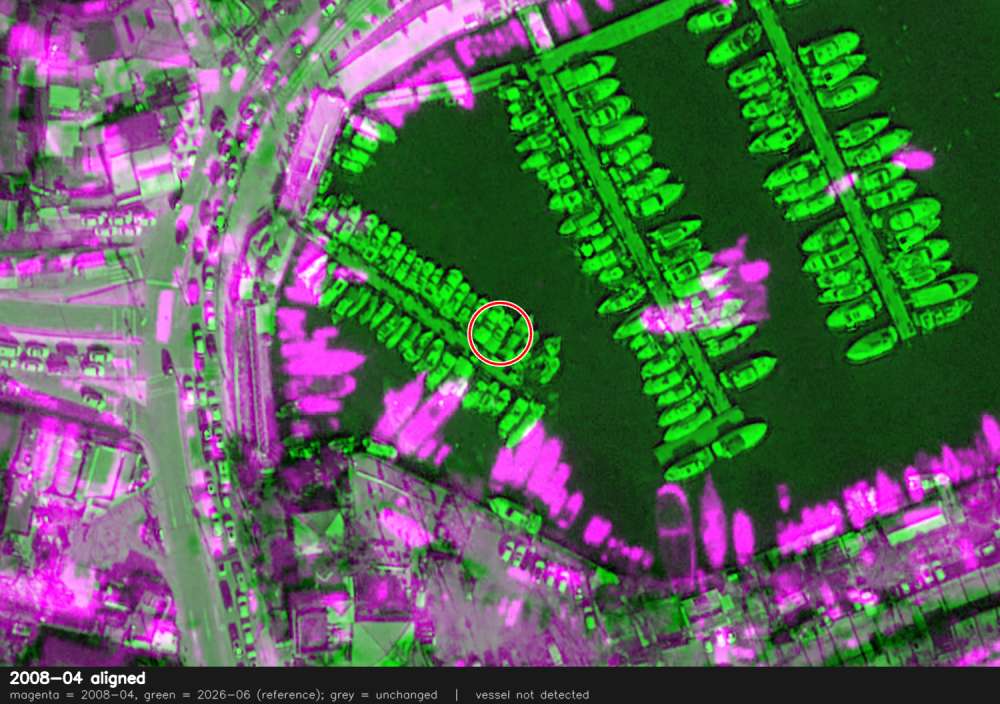 2008-04 aligned
magenta = 2008-04, green = 2026-06 (reference); grey = unchanged | vessel not detected